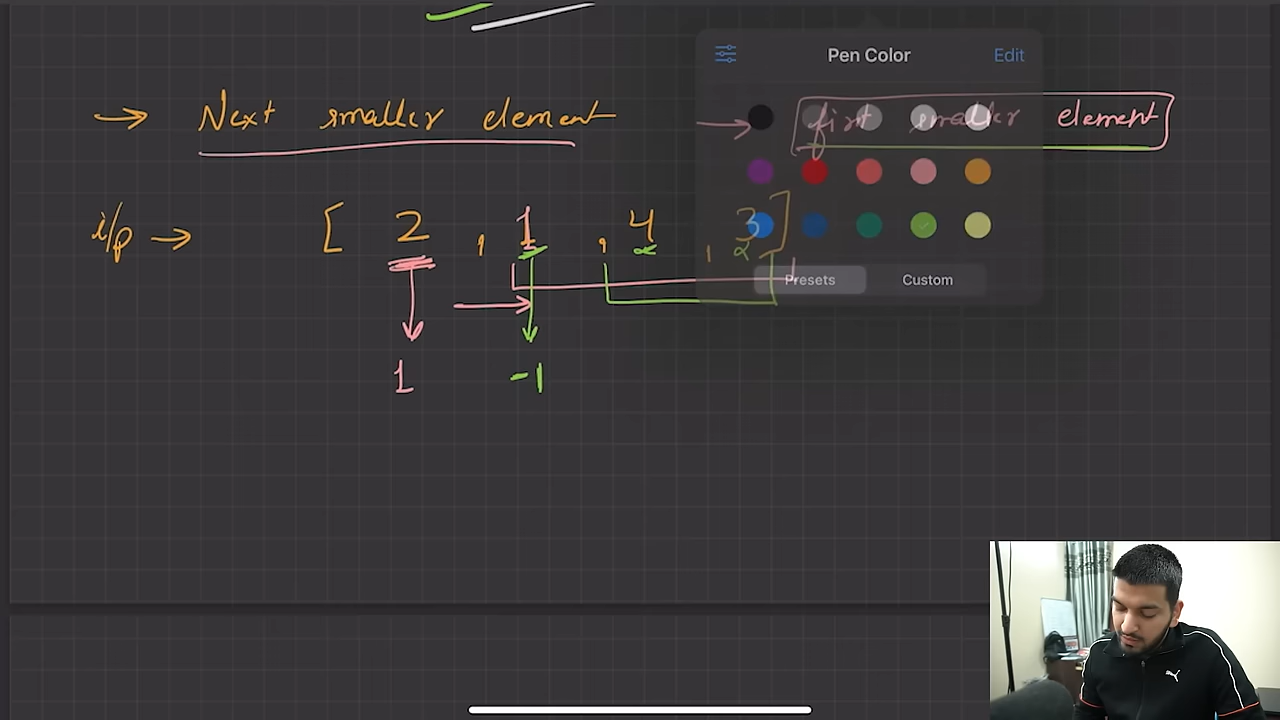 Pen Color Edit
→ Next smaller element → first smaller element
i/p → [ 2 , 1 , 4 , 3 ]
Presets Custom
1 -1